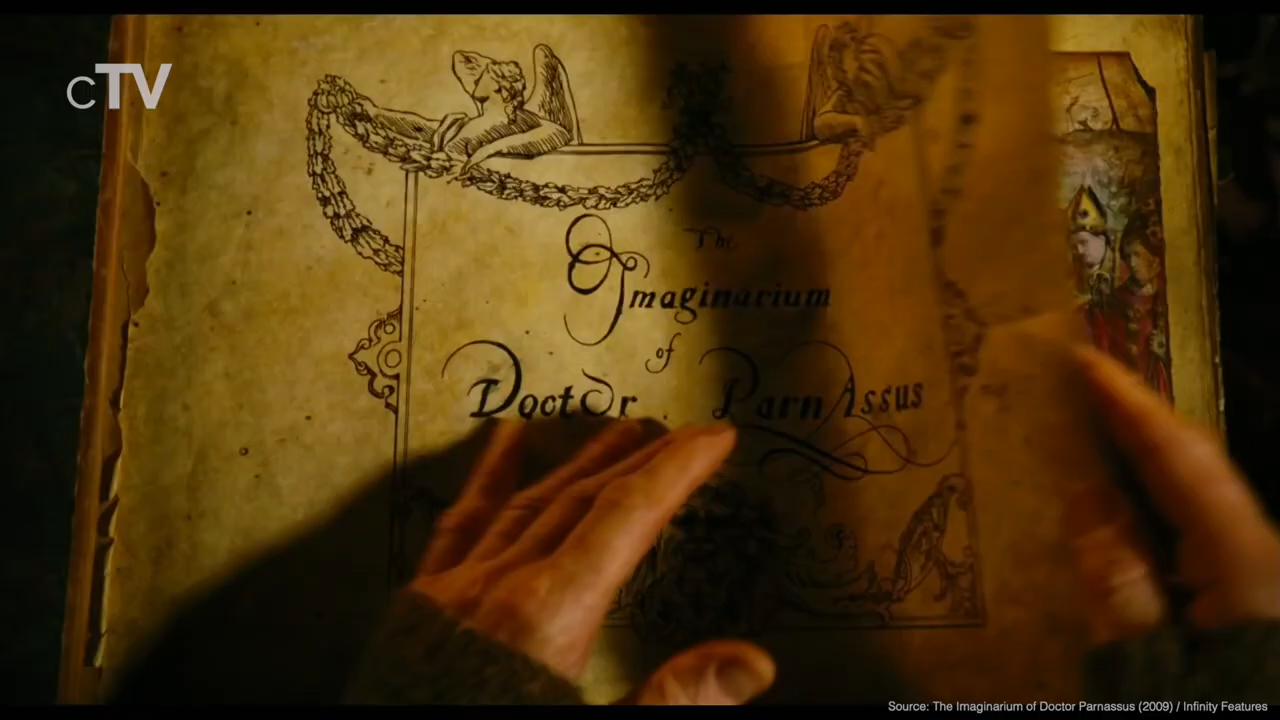 cTV
The
Imaginarium
of
Doctor Parnassus
Source: The Imaginarium of Doctor Parnassus (2009) / Infinity Features